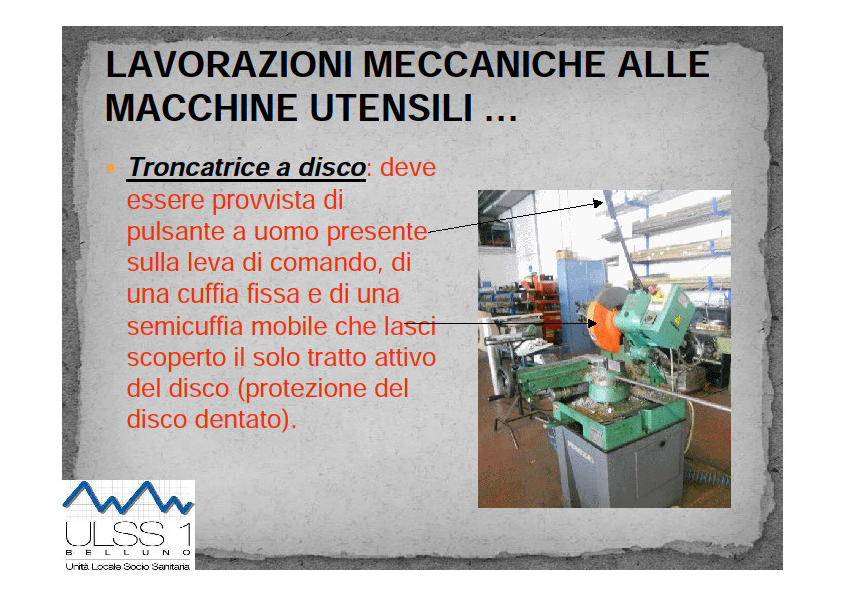 LAVORAZIONI MECCANICHE ALLE
MACCHINE UTENSILI …
• Troncatrice a disco: deve
essere provvista di
pulsante a uomo presente
sulla leva di comando, di
una cuffia fissa e di una
semicuffia mobile che lasci
scoperto il solo tratto attivo
del disco (protezione del
disco dentato).
ULSS 1
BELLUNO
Unità Locale Socio Sanitaria